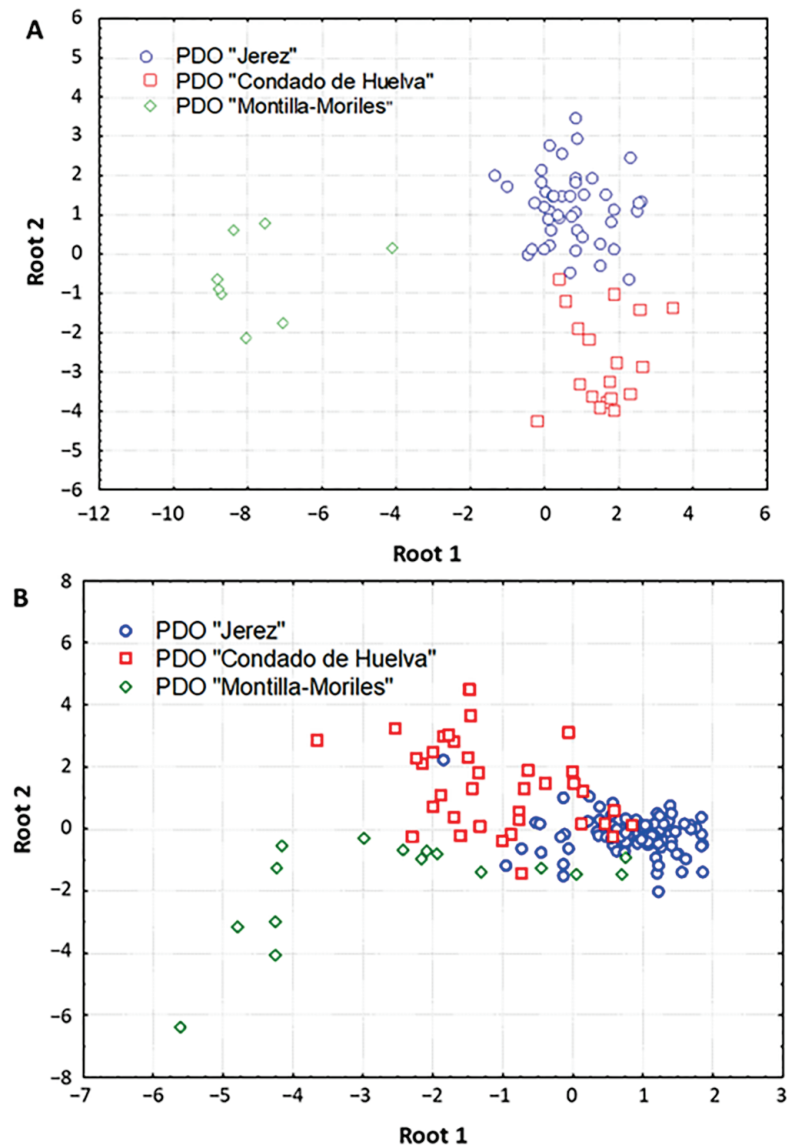 A
6
5
4
3
2
1
0
−1
−2
−3
−4
−5
−6
PDO "Jerez"
PDO "Condado de Huelva"
PDO "Montilla-Moriles"
Root 2
−12 −10 −8 −6 −4 −2 0 2 4 6
Root 1
B
8
6
4
2
0
−2
−4
−6
−8
PDO "Jerez"
PDO "Condado de Huelva"
PDO "Montilla-Moriles"
Root 2
−7 −6 −5 −4 −3 −2 −1 0 1 2 3
Root 1